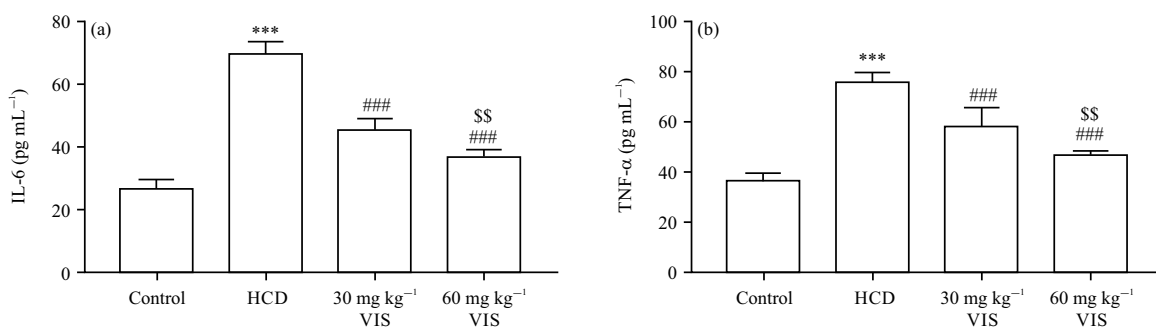 (a)
IL-6 (pg mL⁻¹)
80
60
40
20
0
***
###
$$
###
Control
HCD
30 mg kg⁻¹
VIS
60 mg kg⁻¹
VIS
(b)
TNF-α (pg mL⁻¹)
100
80
60
40
20
0
***
###
$$
###
Control
HCD
30 mg kg⁻¹
VIS
60 mg kg⁻¹
VIS